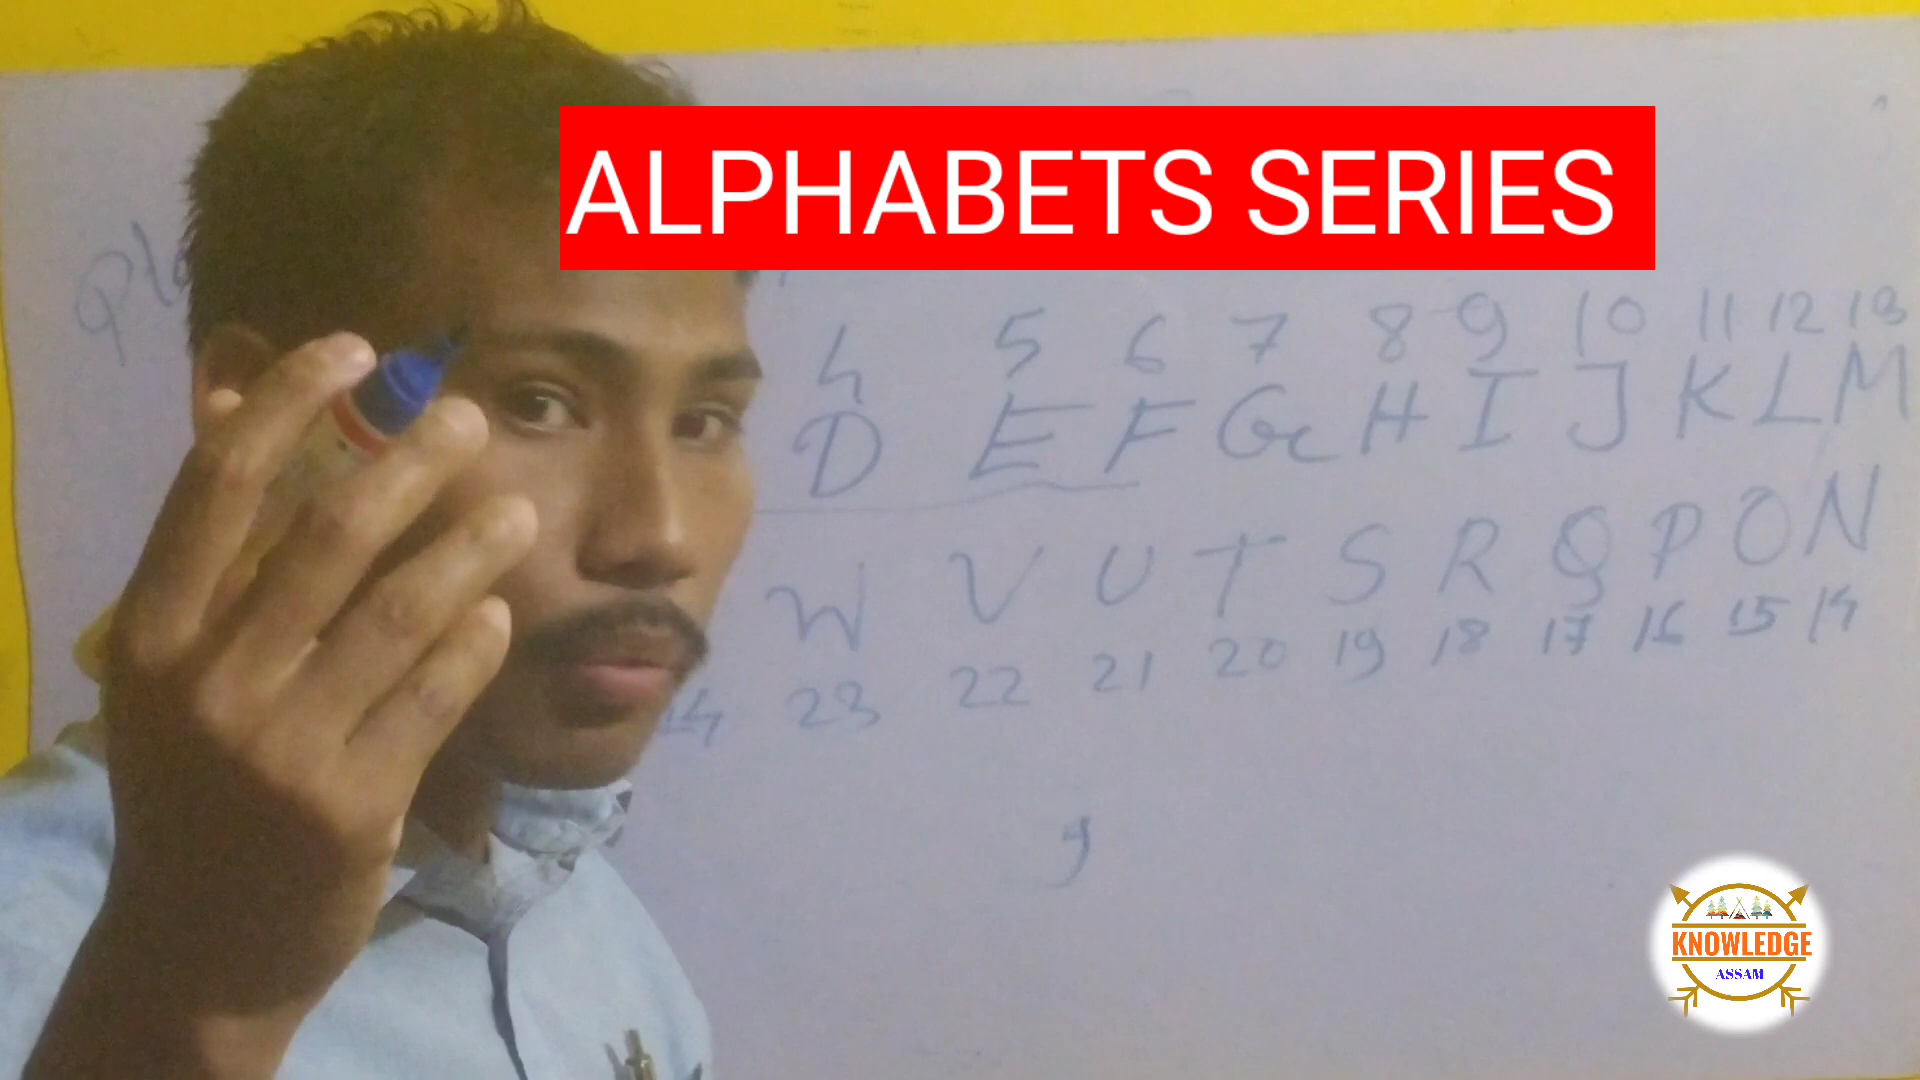 ALPHABETS SERIES
4 5 6 7 8 9 10 11 12 13
D E F G H I J K L M
W V U T S R Q P O N
23 22 21 20 19 18 17 16 15 14
KNOWLEDGE
ASSAM